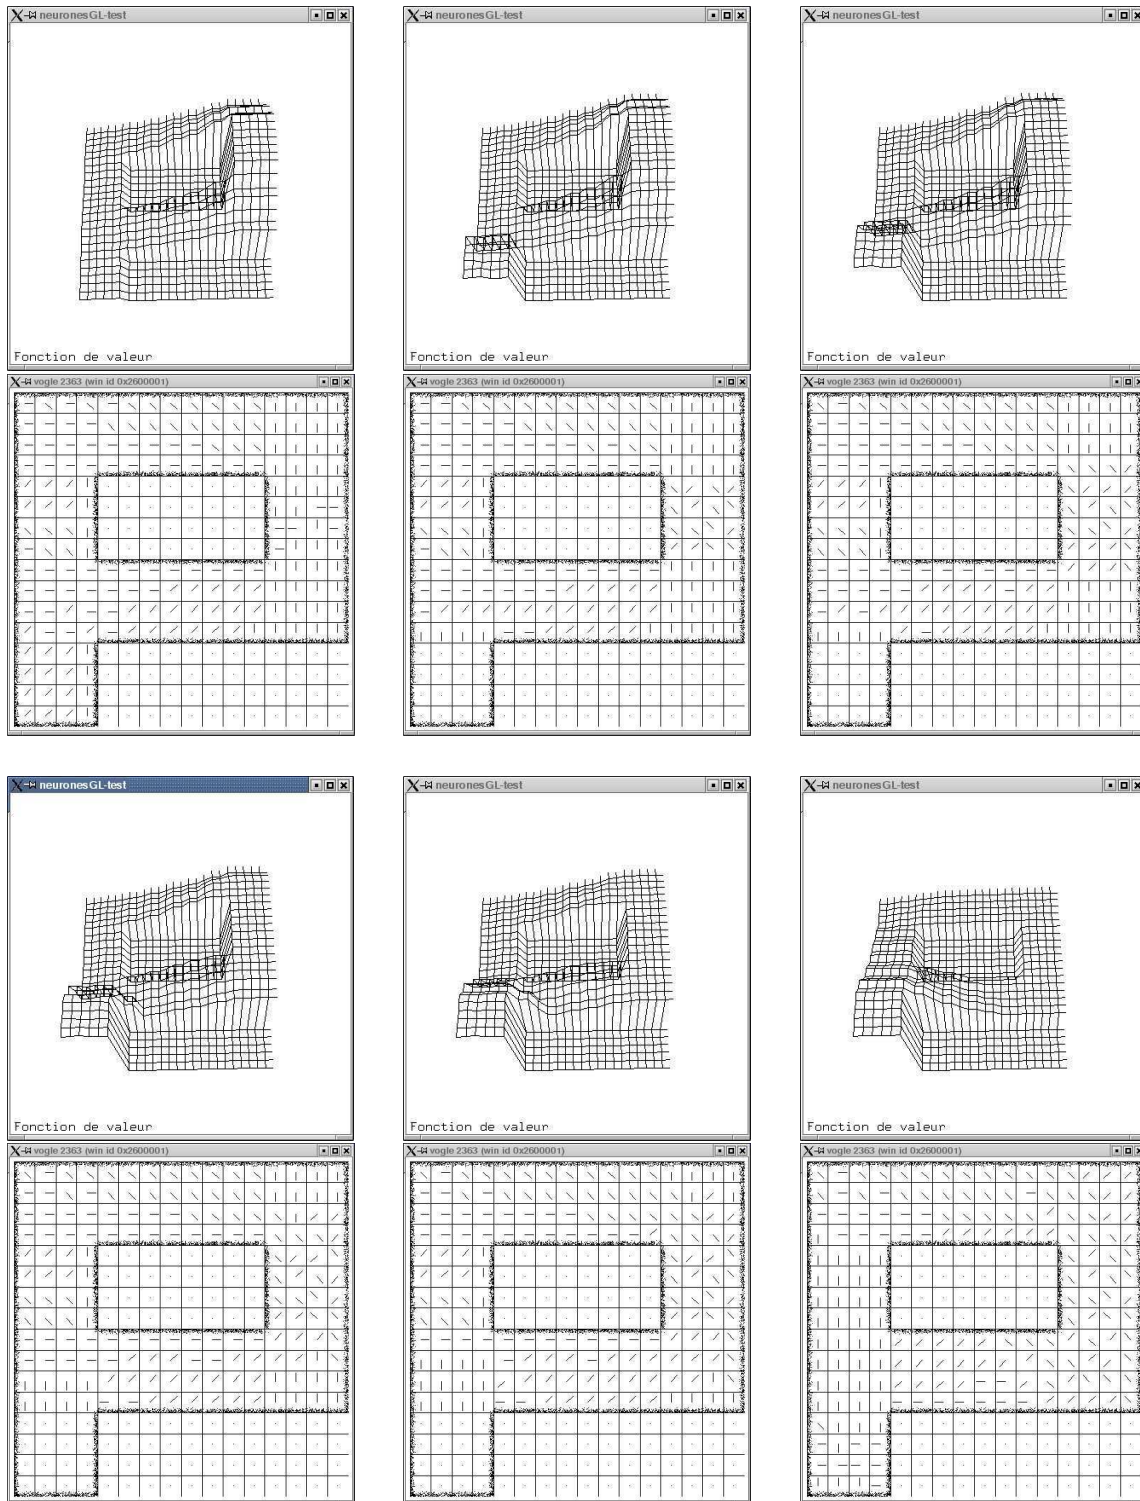 neuronesGL-test
neuronesGL-test
neuronesGL-test
Fonction de valeur
Fonction de valeur
Fonction de valeur
vogle 2363 (win id 0x2600001)
vogle 2363 (win id 0x2600001)
vogle 2363 (win id 0x2600001)
neuronesGL-test
neuronesGL-test
neuronesGL-test
Fonction de valeur
Fonction de valeur
Fonction de valeur
vogle 2363 (win id 0x2600001)
vogle 2363 (win id 0x2600001)
vogle 2363 (win id 0x2600001)